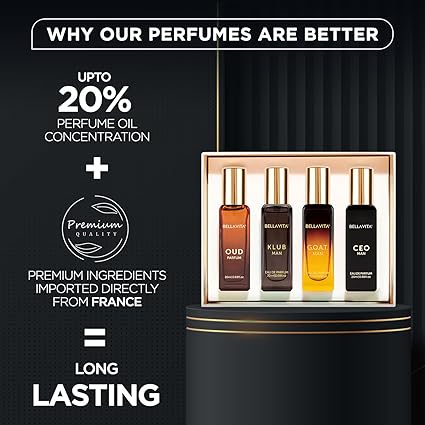 WHY OUR PERFUMES ARE BETTER
UPTO
20%
PERFUME OIL
CONCENTRATION
+
Premium
QUALITY
PREMIUM INGREDIENTS
IMPORTED DIRECTLY
FROM FRANCE
=
LONG
LASTING
BELLAVITA
OUD
PARFUM
BELLAVITA
KLUB
MAN
EAU DE PARFUM
BELLAVITA
G.O.A.T.
MAN
BELLAVITA
CEO
MAN
EAU DE PARFUM